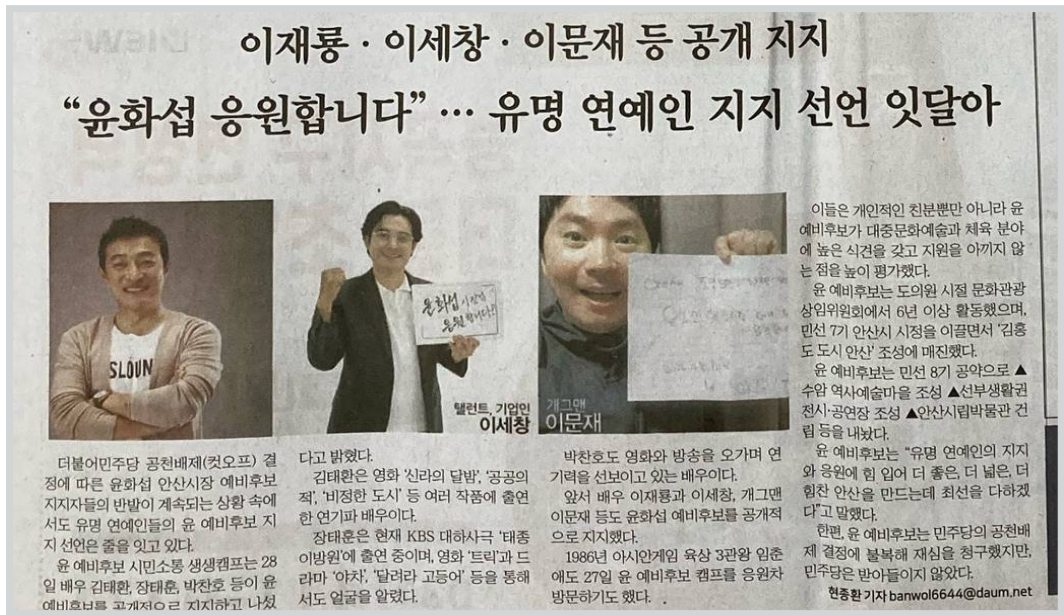 이재룡 · 이세창 · 이문재 등 공개 지지
“윤화섭 응원합니다” … 유명 연예인 지지 선언 잇달아
SLOUN
윤화섭 시장님
응원합니다!!
탤런트, 기업인
이세창
개그맨
이문재
더불어민주당 공천배제(컷오프) 결
정에 따른 윤화섭 안산시장 예비후보
지지자들의 반발이 계속되는 상황 속에
서도 유명 연예인들의 윤 예비후보 지
지 선언은 줄을 잇고 있다.
윤 예비후보 시민소통 생생캠프는 28
일 배우 김태환, 장태훈, 박찬호 등이 윤
예비후보를 공개적으로 지지하고 나섰
다고 밝혔다.
김태환은 영화 ‘신라의 달밤’, ‘공공의
적’, ‘비정한 도시’ 등 여러 작품에 출연
한 연기파 배우이다.
장태훈은 현재 KBS 대하사극 ‘태종
이방원’에 출연 중이며, 영화 ‘트릭’과 드
라마 ‘야차’, ‘달려라 고등어’ 등을 통해
서도 얼굴을 알렸다.
박찬호도 영화와 방송을 오가며 연
기력을 선보이고 있는 배우이다.
앞서 배우 이재룡과 이세창, 개그맨
이문재 등도 윤화섭 예비후보를 공개적
으로 지지했다.
1986년 아시안게임 육상 3관왕 임춘
애도 27일 윤 예비후보 캠프를 응원차
방문하기도 했다.
이들은 개인적인 친분뿐만 아니라 윤
예비후보가 대중문화예술과 체육 분야
에 높은 식견을 갖고 지원을 아끼지 않
는 점을 높이 평가했다.
윤 예비후보는 도의원 시절 문화관광
상임위원회에서 6년 이상 활동했으며,
민선 7기 안산시 시정을 이끌면서 ‘김홍
도 도시 안산’ 조성에 매진했다.
윤 예비후보는 민선 8기 공약으로 ▲
수암 역사예술마을 조성 ▲선부생활권
전시·공연장 조성 ▲안산시립박물관 건
립 등을 내놨다.
윤 예비후보는 “유명 연예인의 지지
와 응원에 힘 입어 더 좋은, 더 넓은, 더
힘찬 안산을 만드는데 최선을 다하겠
다”고 말했다.
한편, 윤 예비후보는 민주당의 공천배
제 결정에 불복해 재심을 청구했지만,
민주당은 받아들이지 않았다.
현종환 기자 banwol6644@daum.net